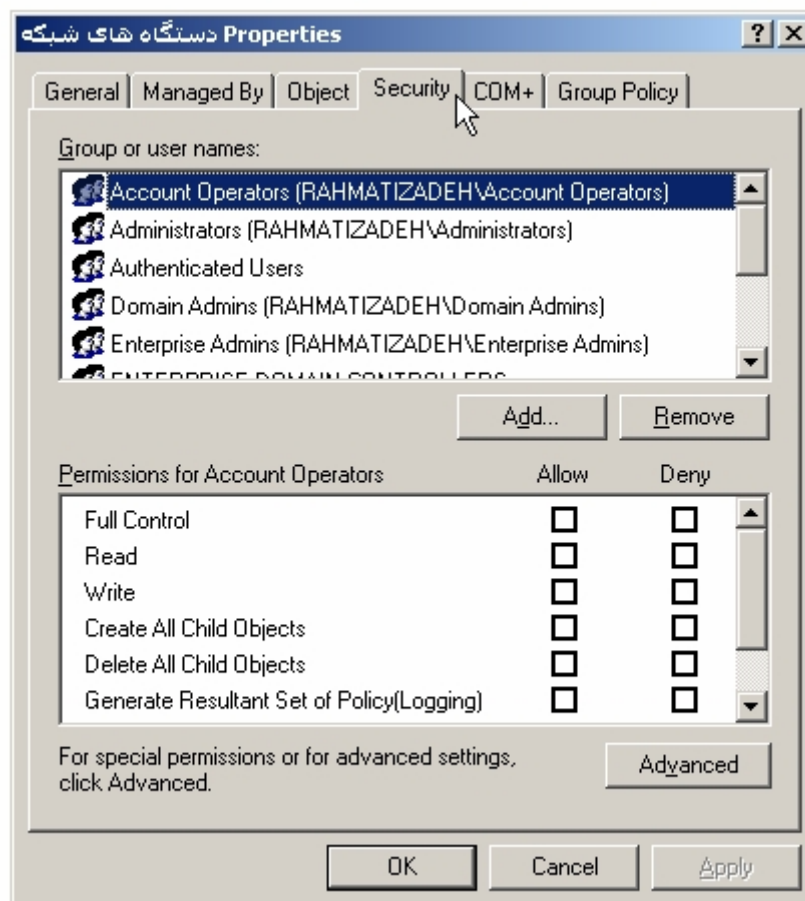 دستگاه های شبکه Properties
General Managed By Object Security COM+ Group Policy
Group or user names:
Account Operators (RAHMATIZADEH\Account Operators)
Administrators (RAHMATIZADEH\Administrators)
Authenticated Users
Domain Admins (RAHMATIZADEH\Domain Admins)
Enterprise Admins (RAHMATIZADEH\Enterprise Admins)
ENTERPRISE DOMAIN CONTROLLERS
Add... Remove
Permissions for Account Operators Allow Deny
Full Control
Read
Write
Create All Child Objects
Delete All Child Objects
Generate Resultant Set of Policy(Logging)
For special permissions or for advanced settings,
click Advanced.
Advanced
OK Cancel Apply